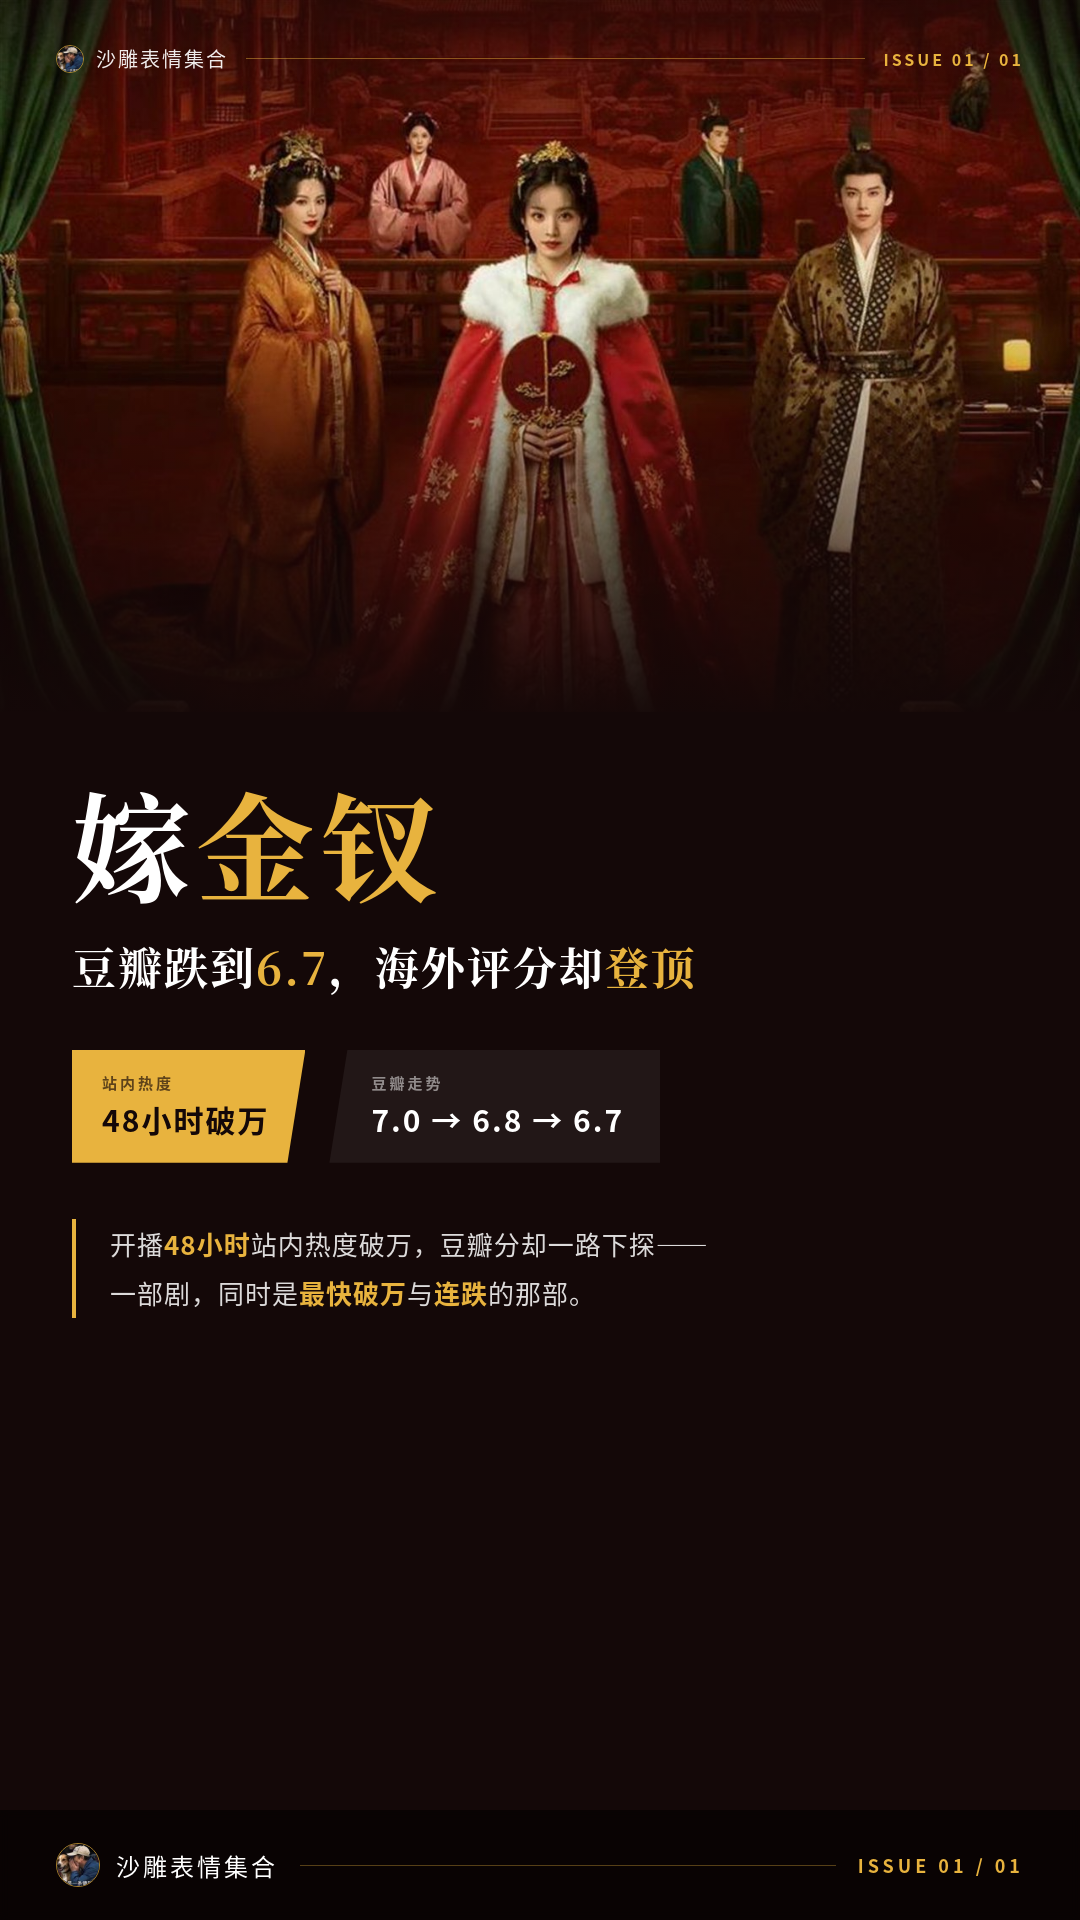 沙雕表情集合
ISSUE 01 / 01
嫁金钗
豆瓣跌到6.7，海外评分却登顶
站内热度
48小时破万
豆瓣走势
7.0 → 6.8 → 6.7
开播48小时站内热度破万，豆瓣分却一路下探——
一部剧，同时是最快破万与连跌的那部。
沙雕表情集合
ISSUE 01 / 01